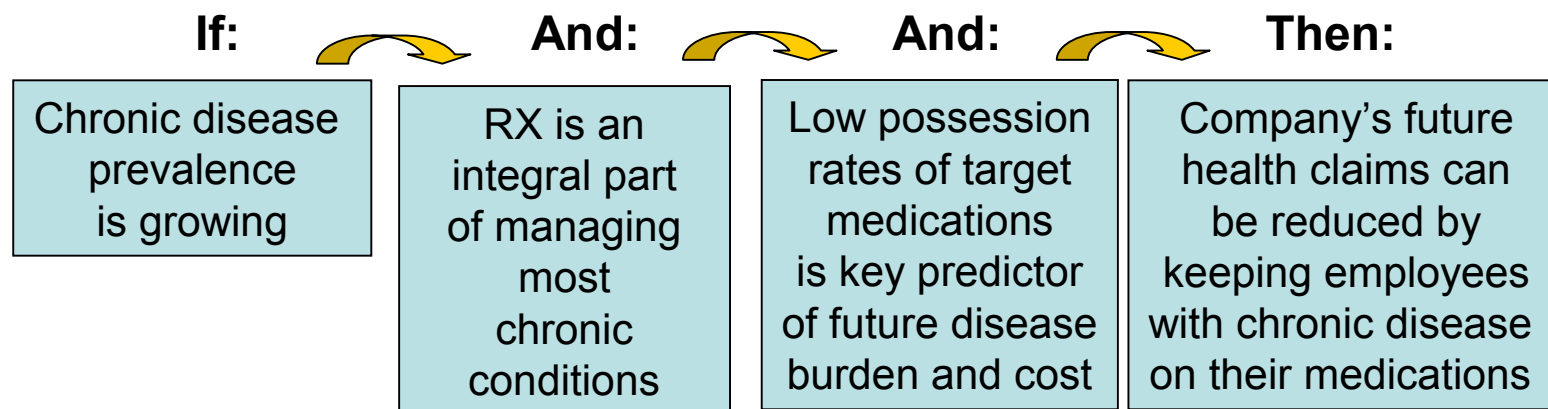 If:
Chronic disease
prevalence
is growing
And:
RX is an
integral part
of managing
most
chronic
conditions
And:
Low possession
rates of target
medications
is key predictor
of future disease
burden and cost
Then:
Company’s future
health claims can
be reduced by
keeping employees
with chronic disease
on their medications